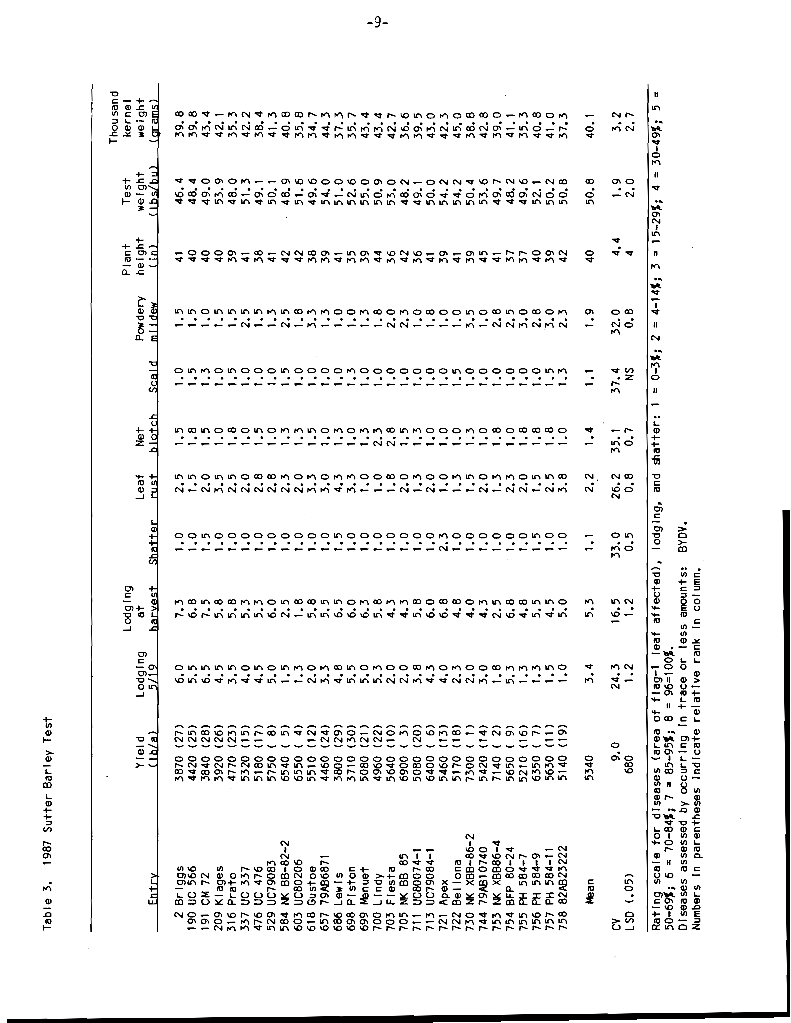 -9-
Table 3. 1987 Sutter Barley Test
Lodging Thousand
Yield Lodging at Leaf Net Powdery Plant Test kernel
height weight weight
Entry (lb/a) 5/19 harvest Shatter rust blotch Scald mildew (in) (lbs/bu) (grams)
2 Briggs 3870 (27) 6.0 7.3 1.0 2.5 1.5 1.0 1.5 41 46.4 39.8
190 UC 566 4420 (25) 5.5 6.8 1.0 1.5 1.8 1.5 1.5 40 48.4 39.8
191 CM 72 3840 (28) 6.5 7.5 1.5 2.0 1.5 1.3 1.0 40 49.0 43.4
209 Klages 3920 (26) 4.5 5.8 1.0 3.5 1.0 1.0 1.5 40 53.9 42.1
316 Prato 4770 (23) 3.5 5.8 1.0 2.5 1.8 1.5 1.5 39 48.0 35.3
337 UC 337 5320 (15) 4.0 5.3 1.0 2.0 1.0 1.0 2.5 41 51.3 42.2
476 UC 476 5180 (17) 4.5 5.3 1.0 2.8 1.5 1.0 1.5 38 49.1 38.4
529 UC79083 5750 ( 8) 5.0 6.0 1.0 2.8 1.0 1.0 1.3 41 50.1 41.3
584 NK BB-82-2 6540 ( 5) 1.5 2.5 1.0 2.3 1.3 1.5 2.5 42 48.9 40.8
603 UC80206 6550 ( 4) 1.3 1.8 1.0 2.0 1.3 1.0 1.8 42 51.6 35.8
618 Gustoe 5510 (12) 2.0 5.8 1.0 3.3 1.5 1.0 3.3 38 49.6 34.7
657 79AB6871 4460 (24) 3.3 5.5 1.0 3.0 1.0 1.0 1.3 39 54.0 44.3
686 Lewis 3800 (29) 4.8 6.5 1.5 4.3 1.3 1.0 1.0 41 51.0 37.3
698 Piston 3710 (30) 5.5 6.0 1.0 3.3 1.0 1.3 1.0 35 52.6 35.7
699 Menuet 5080 (21) 5.0 6.3 1.0 1.0 1.3 1.0 1.3 39 55.0 43.4
700 Lindy 4960 (22) 5.3 5.8 1.0 1.0 2.3 1.0 1.8 44 50.9 43.4
703 Fiesta 5640 (10) 2.0 4.3 1.0 1.8 2.8 1.0 2.0 36 53.0 42.7
705 NK BB 85 6900 ( 3) 2.0 4.3 1.0 2.0 1.5 1.0 2.3 42 48.2 36.6
711 UC80074-1 5080 (20) 3.8 5.8 1.0 1.3 1.3 1.0 1.0 36 49.1 39.5
713 UC79084-1 6400 ( 6) 4.3 6.0 1.0 2.0 1.0 1.0 1.8 41 50.0 43.0
721 Apex 5460 (13) 4.0 6.8 2.3 1.0 1.0 1.0 1.0 39 54.2 42.3
722 Bellona 5170 (18) 2.3 4.8 1.0 1.3 1.5 1.5 1.0 41 54.2 45.0
730 NK XBB-86-2 7300 ( 1) 2.0 4.0 1.0 1.5 1.0 1.0 3.5 39 50.4 38.8
744 79AB10740 5420 (14) 3.0 4.3 1.0 2.0 1.0 1.0 1.0 45 53.6 42.8
753 NK XBB86-4 7140 ( 2) 1.8 2.5 1.0 1.3 1.8 1.0 2.8 41 49.7 39.0
754 BFP 80-24 5650 ( 9) 5.3 6.8 1.0 2.3 1.0 1.0 2.5 37 48.2 41.1
755 PH 584-7 5210 (16) 1.3 4.8 1.0 2.0 1.8 1.0 3.0 37 49.6 35.3
756 PH 584-9 6350 ( 7) 1.3 5.5 1.5 1.5 1.8 1.0 2.8 40 52.1 40.8
757 PH 584-11 5630 (11) 1.5 4.5 1.0 2.5 1.8 1.5 3.0 39 50.2 41.0
758 82AB23222 5140 (19) 1.0 5.0 1.0 3.8 1.0 1.3 2.3 42 50.8 37.3
Mean 5340 3.4 5.3 1.1 2.2 1.4 1.1 1.9 40 50.8 40.1
CV 9.0 24.3 16.5 33.0 26.2 35.1 37.4 32.0 4.4 1.9 3.2
LSD (.05) 680 1.2 1.2 0.5 0.8 0.7 NS 0.8 4 2.0 2.7
Rating scale for diseases (area of flag-1 leaf affected), lodging, and shatter: 1 = 0-3%; 2 = 4-14%; 3 = 15-29%; 4 = 30-49%; 5 =
50-69%; 6 = 70-84%; 7 = 85-95%; 8 = 96=100%.
Diseases assessed by occurring in trace or less amounts: BYDV.
Numbers in parentheses indicate relative rank in column.